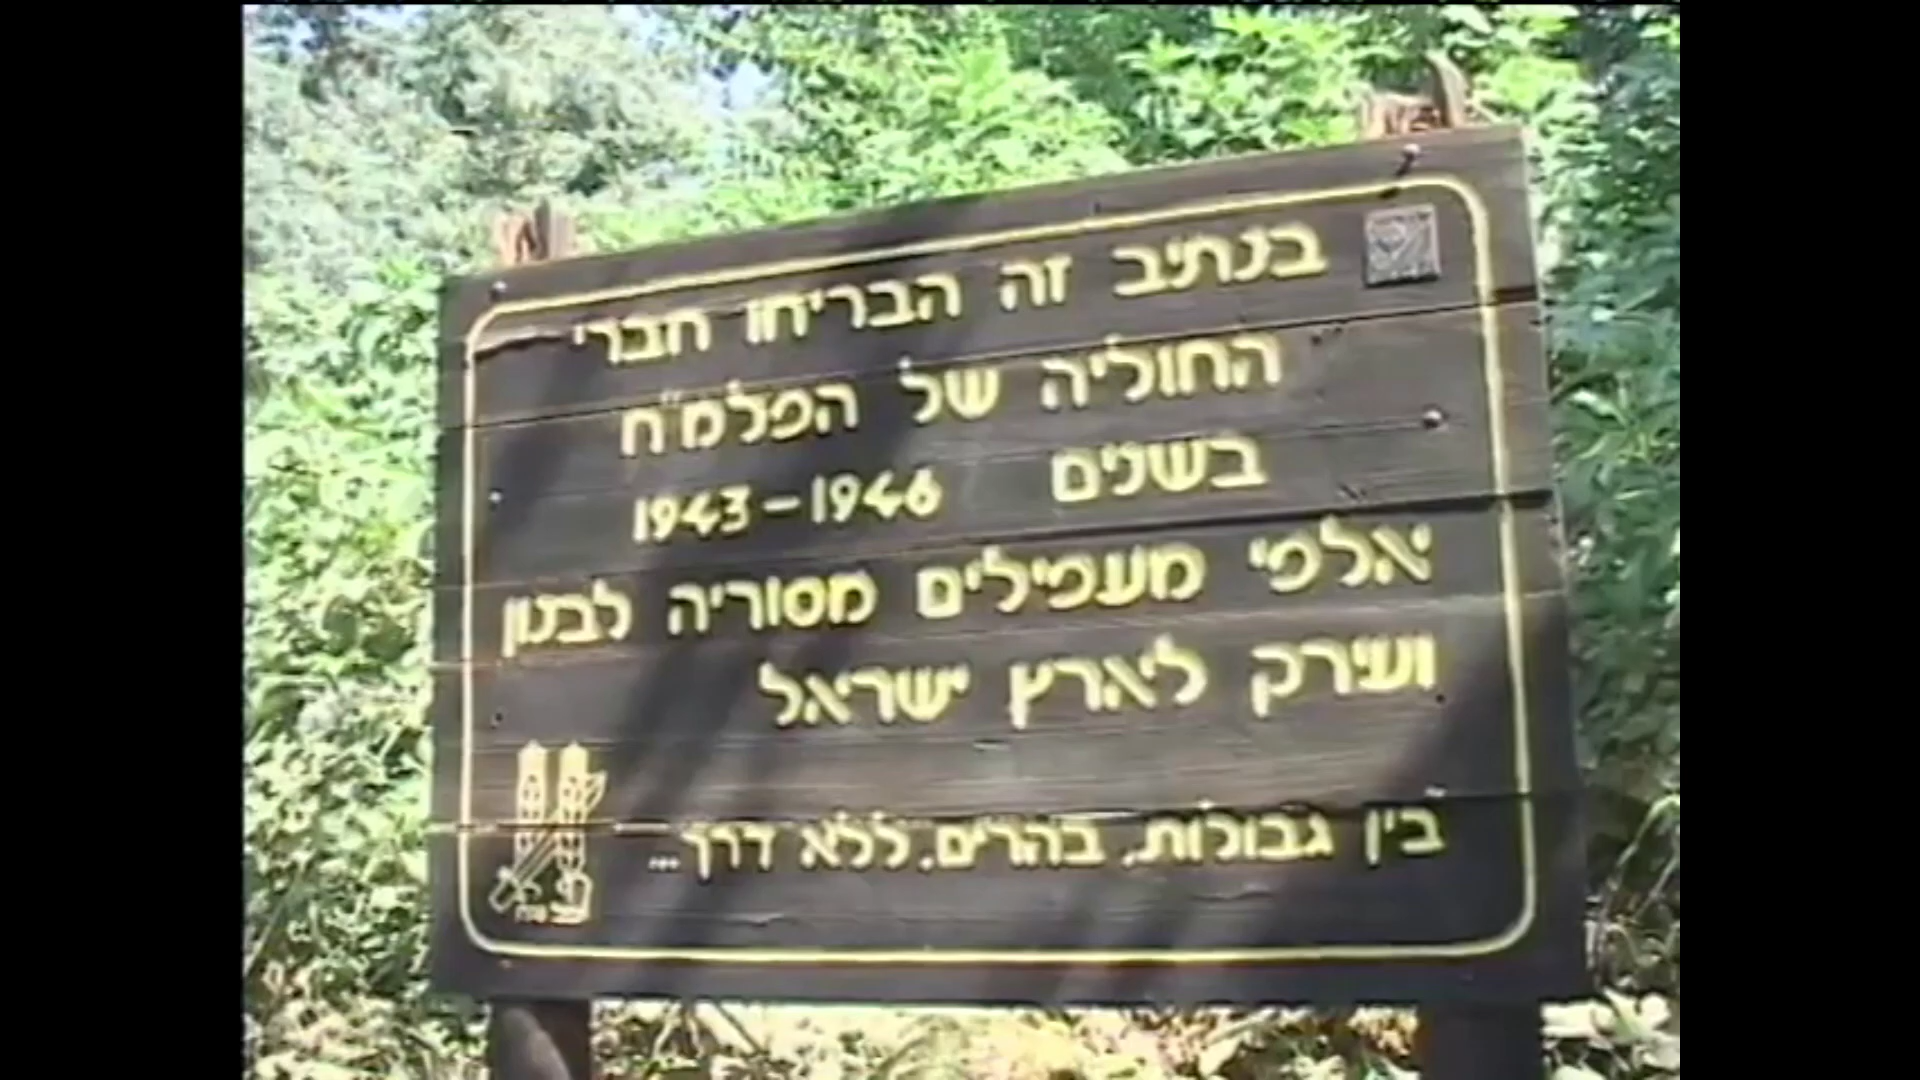 בנתיב זה הבריחו חברי
החוליה של הפלמ"ח
בשנים 1943-1946
אלפי מעפילים מסוריה לבנון
ועירק לארץ ישראל
בין גבולות, בהרים, ללא דרך...